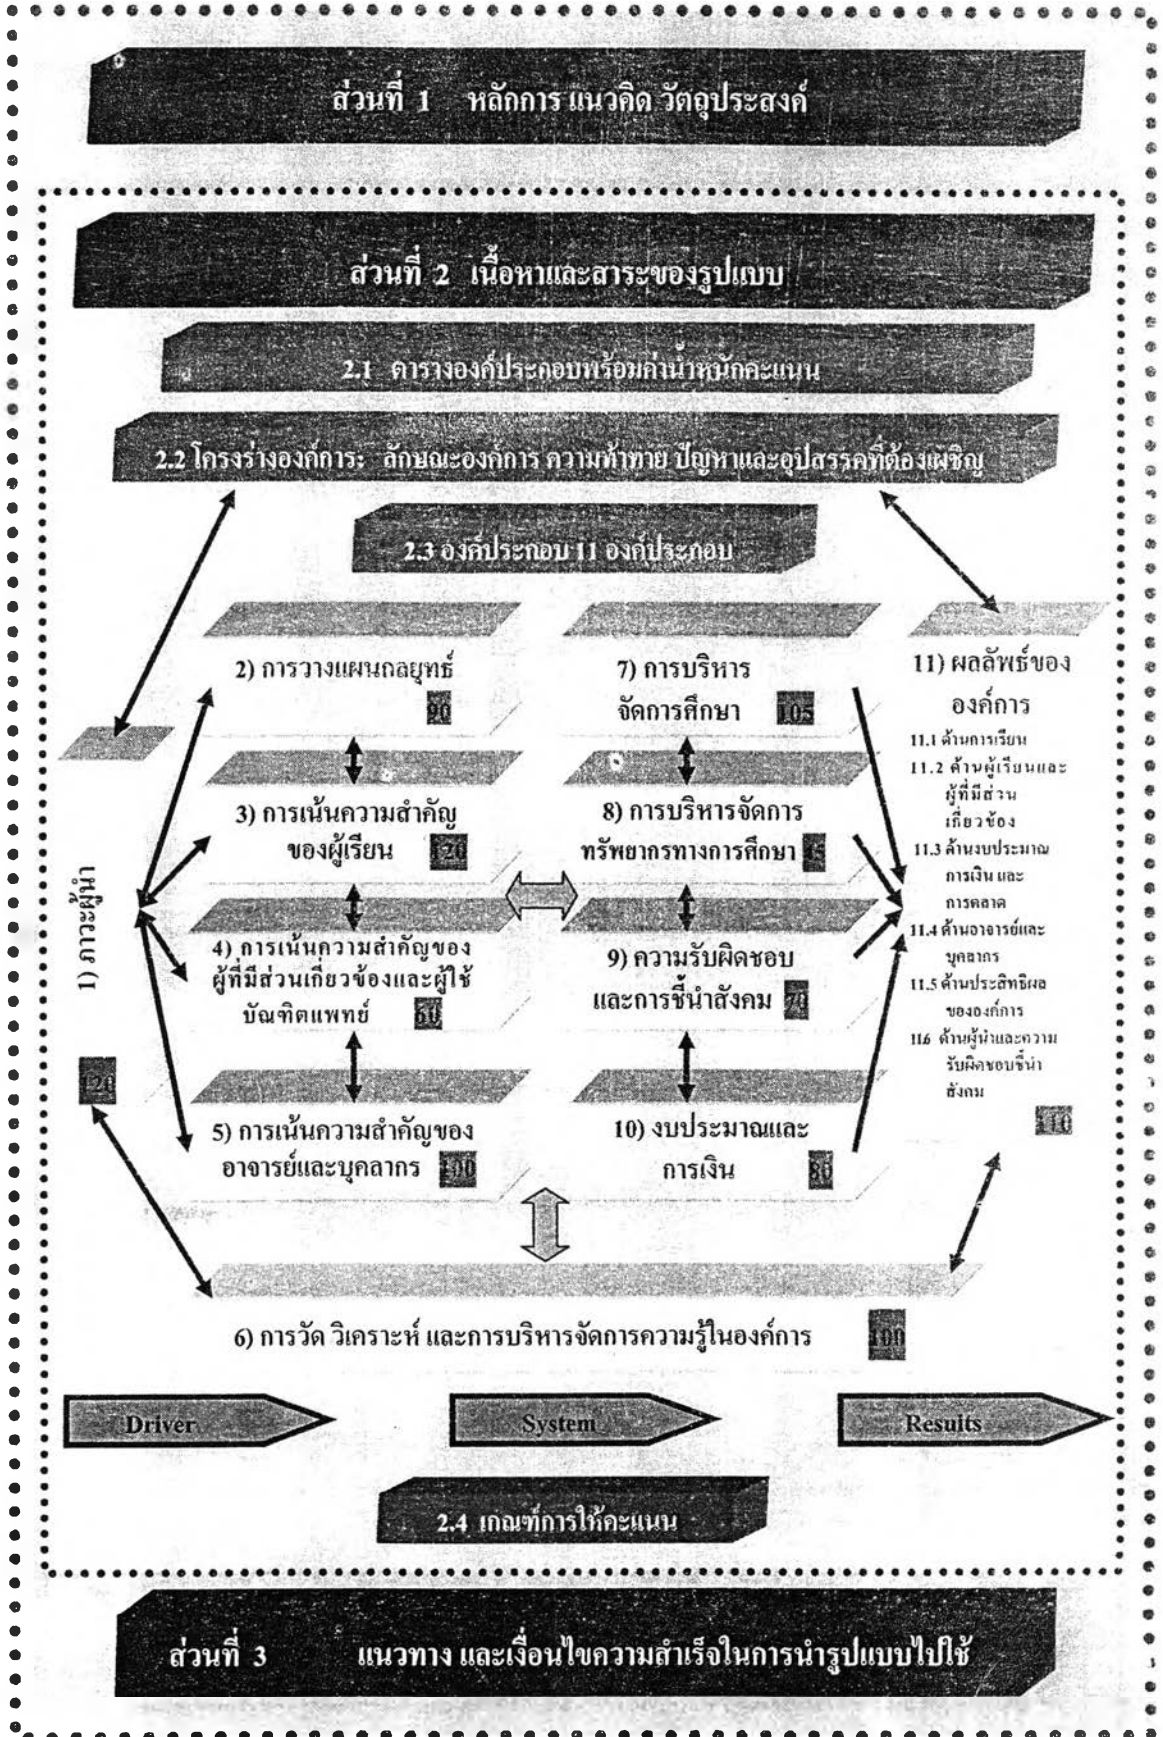 ส่วนที่ 1 หลักการ แนวคิด วัตถุประสงค์
ส่วนที่ 2 เนื้อหาและสาระของรูปแบบ
2.1 ตารางองค์ประกอบพร้อมค่าน้ำหนักคะแนน
2.2 โครงร่างองค์การ: ลักษณะองค์การ ความท้าทาย ปัญหาและอุปสรรคที่ต้องเผชิญ
2.3 องค์ประกอบ 11 องค์ประกอบ
1) ภาวะผู้นำ
120
2) การวางแผนกลยุทธ์
90
3) การเน้นความสำคัญ
ของผู้เรียน 120
4) การเน้นความสำคัญของ
ผู้ที่มีส่วนเกี่ยวข้องและผู้ใช้
บัณฑิตแพทย์ 60
5) การเน้นความสำคัญของ
อาจารย์และบุคลากร 100
7) การบริหาร
จัดการศึกษา 105
8) การบริหารจัดการ
ทรัพยากรทางการศึกษา
9) ความรับผิดชอบ
และการชี้นำสังคม 70
10) งบประมาณและ
การเงิน 80
11) ผลลัพธ์ของ
องค์การ
11.1 ด้านการเรียน
11.2 ด้านผู้เรียนและ
ผู้ที่มีส่วน
เกี่ยวข้อง
11.3 ด้านงบประมาณ
การเงิน และ
การตลาด
11.4 ด้านอาจารย์และ
บุคลากร
11.5 ด้านประสิทธิผล
ขององค์การ
11.6 ด้านผู้นำและความ
รับผิดชอบชี้นำ
สังคม
110
6) การวัด วิเคราะห์ และการบริหารจัดการความรู้ในองค์การ 100
Driver
System
Results
2.4 เกณฑ์การให้คะแนน
ส่วนที่ 3 แนวทาง และเงื่อนไขความสำเร็จในการนำรูปแบบไปใช้